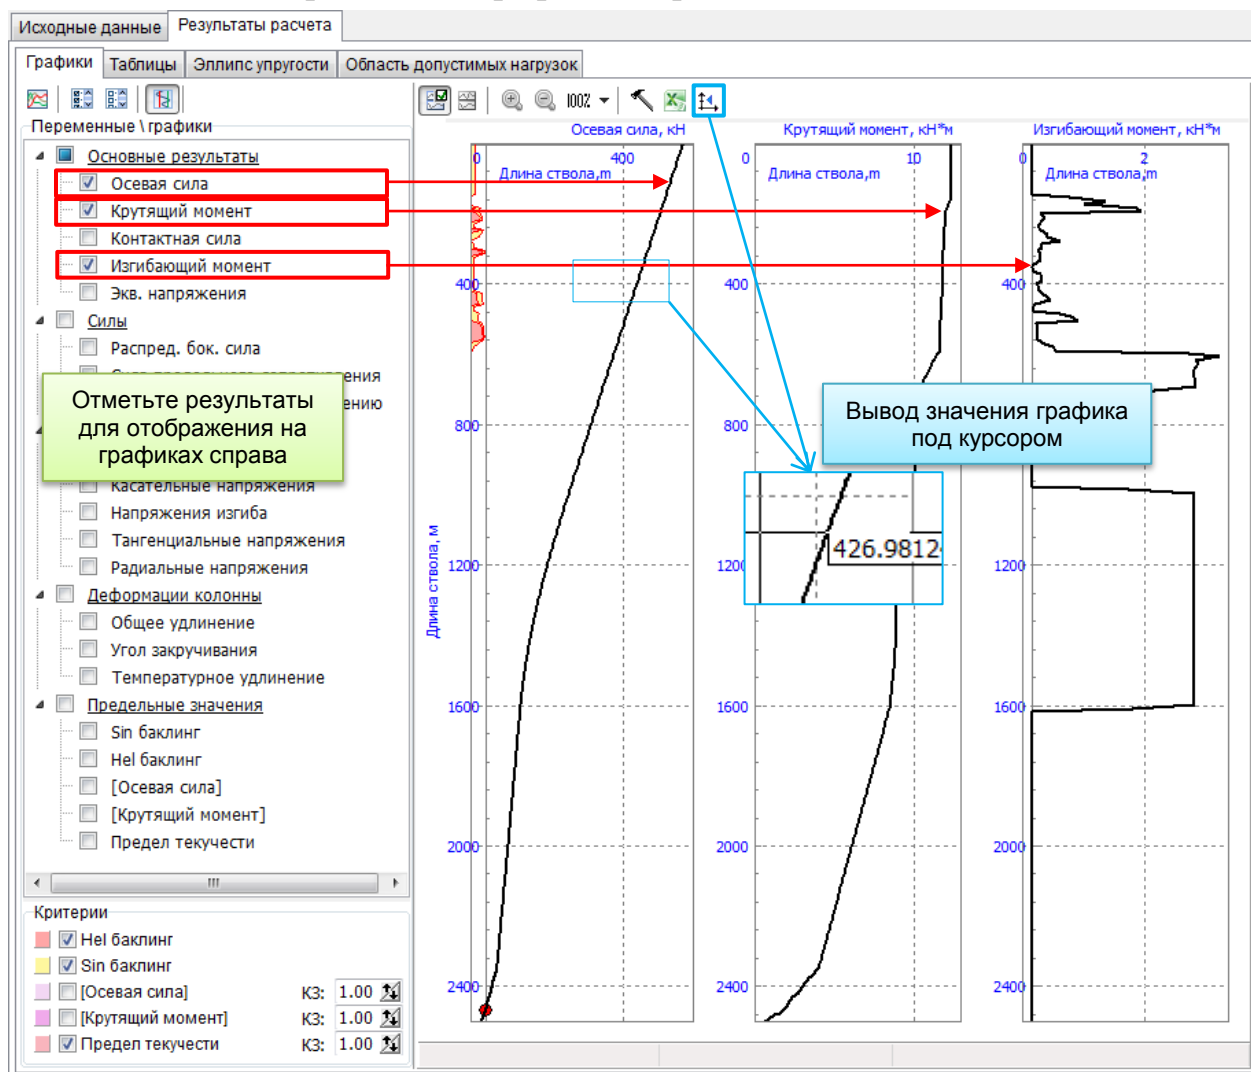 Исходные данные
Результаты расчета
Графики
Таблицы
Эллипс упругости
Область допустимых нагрузок
100%
Переменные \ графики
Основные результаты
Осевая сила
Крутящий момент
Контактная сила
Изгибающий момент
Экв. напряжения
Силы
Распред. бок. сила
ения
ению
Отметьте результаты
для отображения на
графиках справа
Касательные напряжения
Напряжения изгиба
Тангенциальные напряжения
Радиальные напряжения
Деформации колонны
Общее удлинение
Угол закручивания
Температурное удлинение
Предельные значения
Sin баклинг
Hel баклинг
[Осевая сила]
[Крутящий момент]
Предел текучести
Критерии
Hel баклинг
Sin баклинг
[Осевая сила] КЗ: 1.00
[Крутящий момент] КЗ: 1.00
Предел текучести КЗ: 1.00
Осевая сила, кН
0 400
Длина ствола,m
400
800
1200
1600
2000
2400
Длина ствола, м
Крутящий момент, кН*м
0 10
Длина ствола,m
400
800
1200
1600
2000
2400
Изгибающий момент, кН*м
0 2
Длина ствола,m
400
1200
1600
2000
2400
Вывод значения графика
под курсором
426.9812